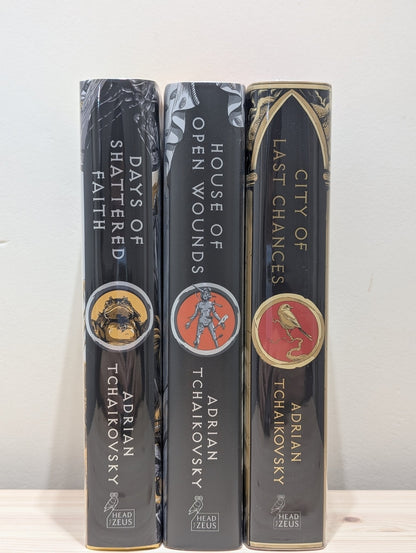 DAYS OF
SHATTERED
FAITH
ADRIAN
TCHAIKOVSKY
HEAD
of ZEUS
HOUSE OF
OPEN WOUNDS
ADRIAN
TCHAIKOVSKY
HEAD
of ZEUS
CITY OF
LAST CHANCES
ADRIAN
TCHAIKOVSKY
HEAD
of ZEUS